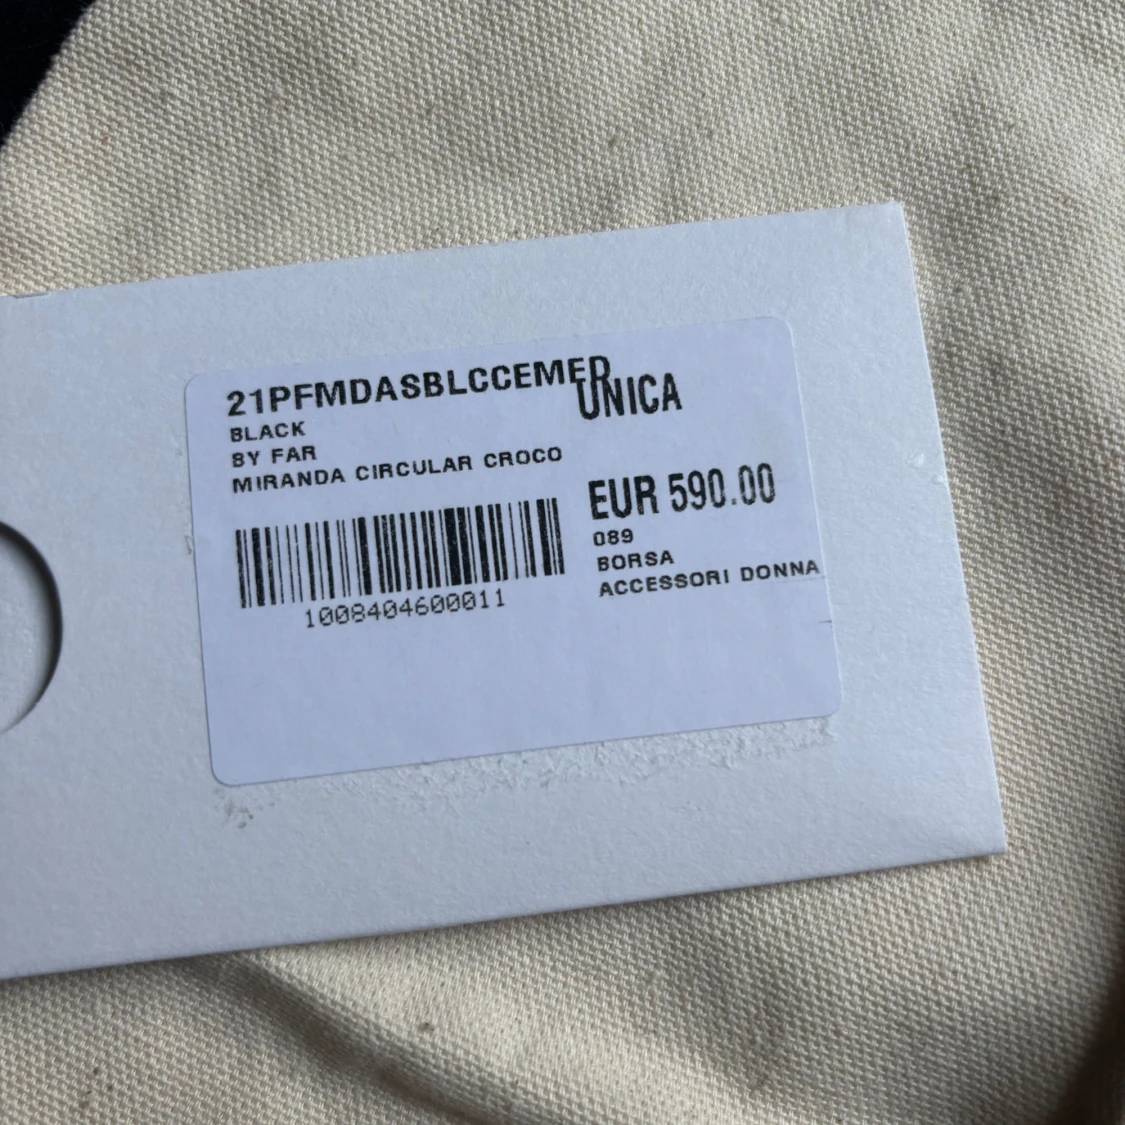 21PFMDASBLCCEMED
UNICA
BLACK
BY FAR
MIRANDA CIRCULAR CROCO
EUR 590.00
089
BORSA
ACCESSORI DONNA
1008404600011